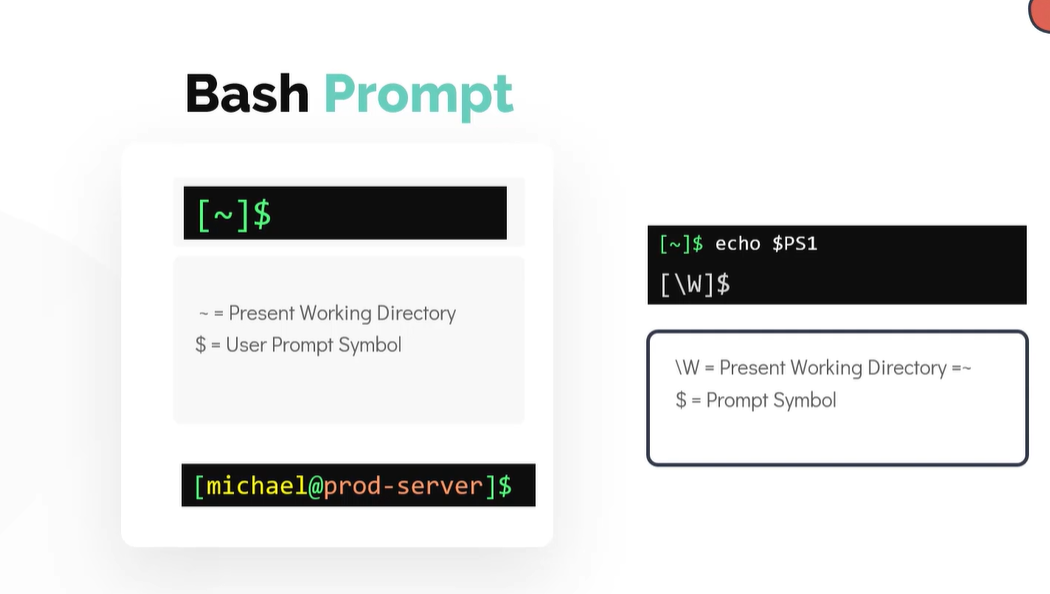 Bash Prompt
[~]$
~ = Present Working Directory
$ = User Prompt Symbol
[michael@prod-server]$
[~]$ echo $PS1
[\W]$
\W = Present Working Directory =~
$ = Prompt Symbol